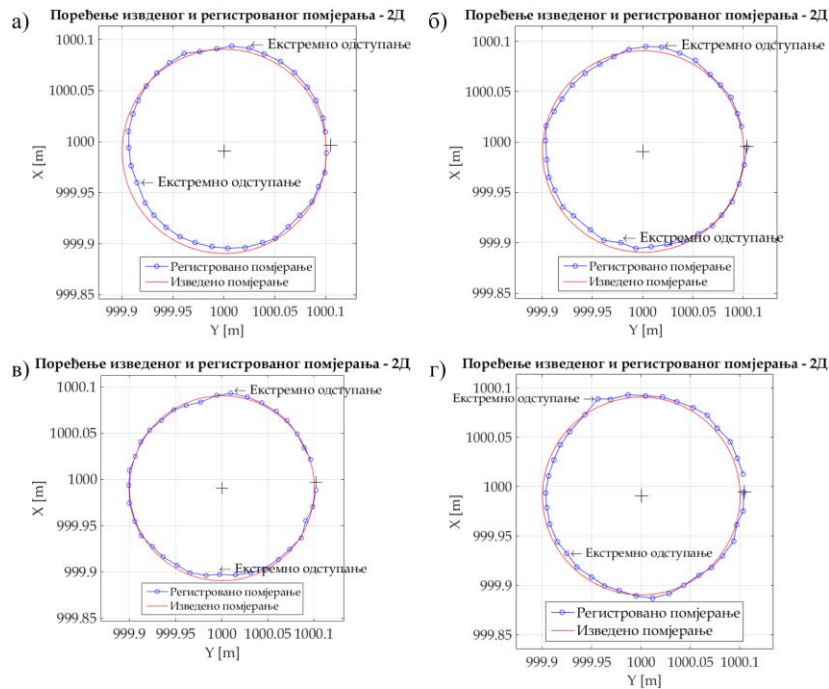 а) Поређење извденог и регистрованог помјерања - 2Д
1000.1
1000.05
1000
999.95
999.9
999.85
X [m]
← Екстремно одступање
← Екстремно одступање
Регистровано помјерање
Изведено помјерање
999.9 999.95 1000 1000.05 1000.1
Y [m]
б) Поређење изведеног и регистрованог помјерања - 2Д
1000.1
1000.05
1000
999.95
999.9
999.85
X [m]
← Екстремно одступање
← Екстремно одступање
Регистровано помјерање
Изведено помјерање
999.9 999.95 1000 1000.05 1000.1
Y [m]
в) Поређење изведеног и регистрованог помјерања - 2Д
1000.1
1000.05
1000
999.95
999.9
999.85
X [m]
← Екстремно одступање
← Екстремно одступање
Регистровано помјерање
Изведено помјерање
999.9 999.95 1000 1000.05 1000.1
Y [m]
г) Поређење изведеног и регистрованог помјерања - 2Д
1000.1
1000.05
1000
999.95
999.9
999.85
X [m]
Екстремно одступање→
← Екстремно одступање
Регистровано помјерање
Изведено помјерање
999.9 999.95 1000 1000.05 1000.1
Y [m]